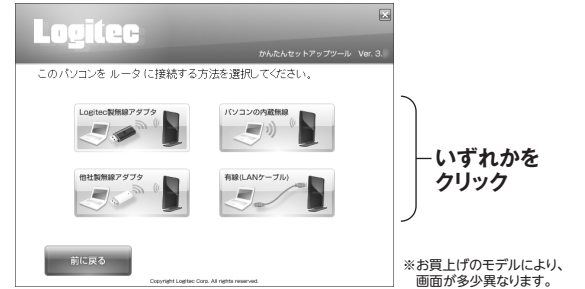 Logitec
かんたんセットアップツール Ver. 3.
このパソコンを ルータ に接続する方法を選択してください。
Logitec製無線アダプタ
パソコンの内蔵無線
他社製無線アダプタ
有線(LANケーブル)
いずれかを
クリック
前に戻る
Copyright Logitec Corp. All rights reserved.
※お買上げのモデルにより、
画面が多少異なります。